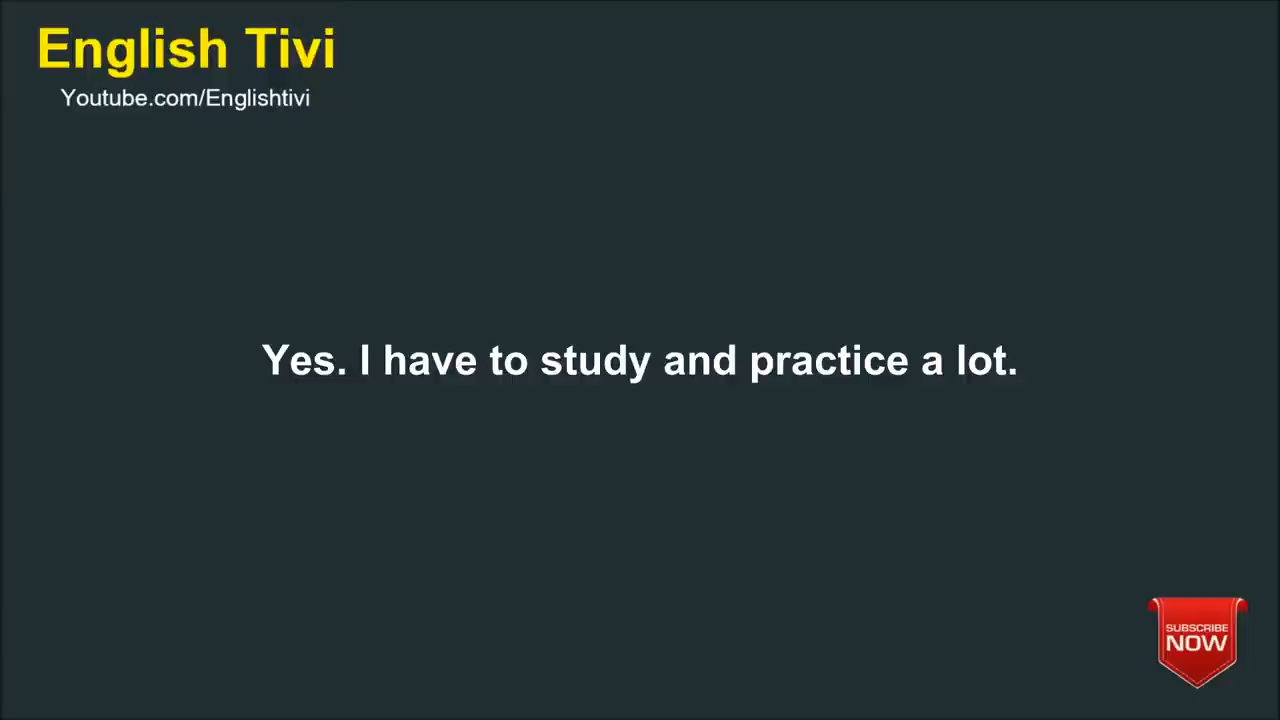 English Tivi
Youtube.com/Englishtivi
Yes. I have to study and practice a lot.
SUBSCRIBE
NOW